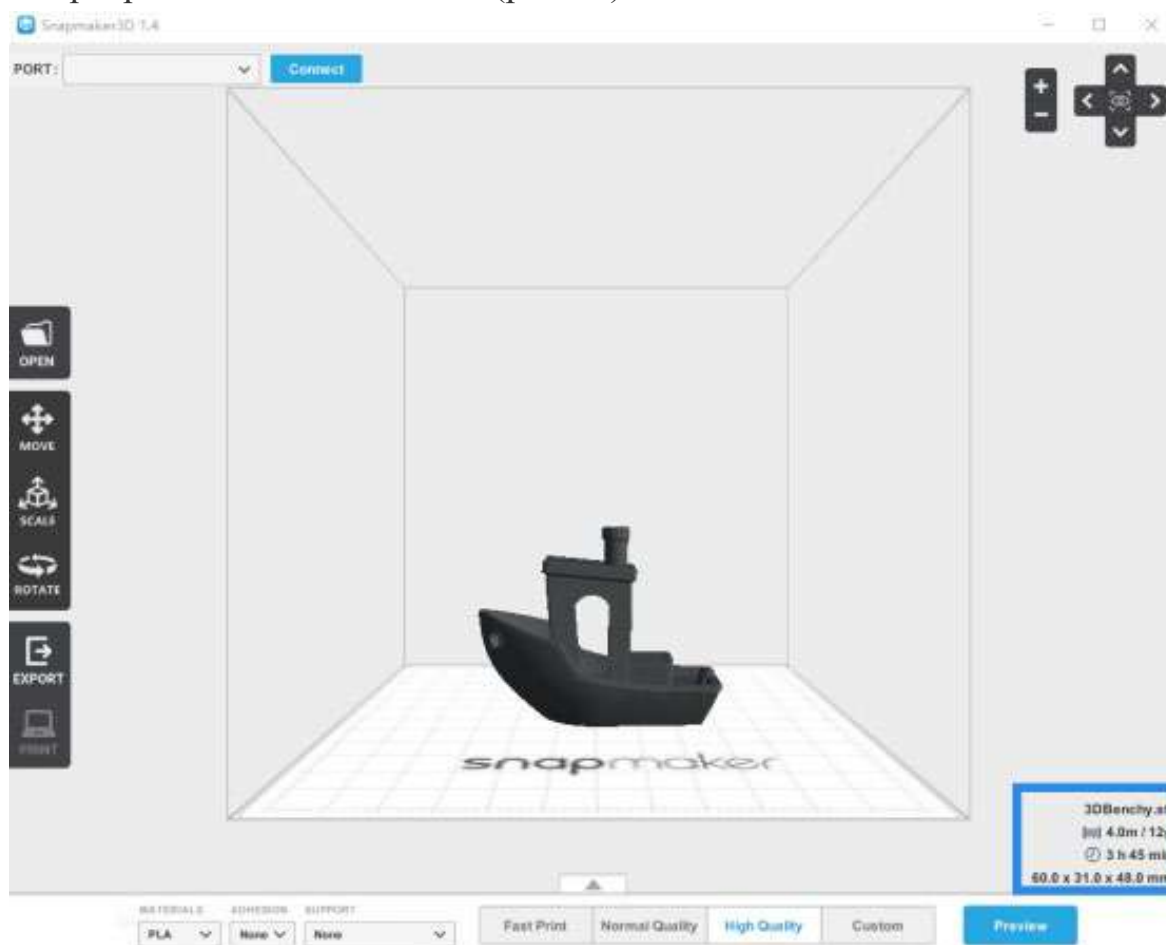 Snapmaker3D 1.4
PORT:
Connect
OPEN
MOVE
SCALE
ROTATE
EXPORT
PRINT
snapmaker
3DBenchy.st
4.0m / 12g
3 h 45 min
60.0 x 31.0 x 48.0 mm
MATERIALS ADHESION SUPPORT
PLA None None
Fast Print Normal Quality High Quality Custom Preview